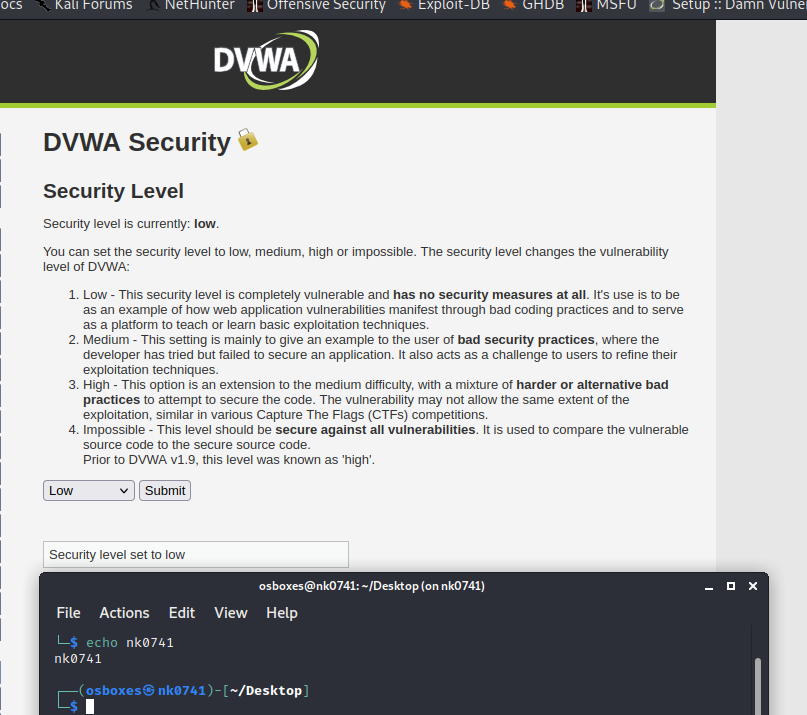 ocs Kali Forums NetHunter Offensive Security Exploit-DB GHDB MSFU Setup :: Damn Vulner
DVWA
DVWA Security
Security Level
Security level is currently: low.
You can set the security level to low, medium, high or impossible. The security level changes the vulnerability
level of DVWA:
1. Low - This security level is completely vulnerable and has no security measures at all. It's use is to be
as an example of how web application vulnerabilities manifest through bad coding practices and to serve
as a platform to teach or learn basic exploitation techniques.
2. Medium - This setting is mainly to give an example to the user of bad security practices, where the
developer has tried but failed to secure an application. It also acts as a challenge to users to refine their
exploitation techniques.
3. High - This option is an extension to the medium difficulty, with a mixture of harder or alternative bad
practices to attempt to secure the code. The vulnerability may not allow the same extent of the
exploitation, similar in various Capture The Flags (CTFs) competitions.
4. Impossible - This level should be secure against all vulnerabilities. It is used to compare the vulnerable
source code to the secure source code.
Prior to DVWA v1.9, this level was known as 'high'.
Low Submit
Security level set to low
osboxes@nk0741: ~/Desktop (on nk0741)
File Actions Edit View Help
└─$ echo nk0741
nk0741
┌──(osboxes㉿nk0741)-[~/Desktop]
└─$